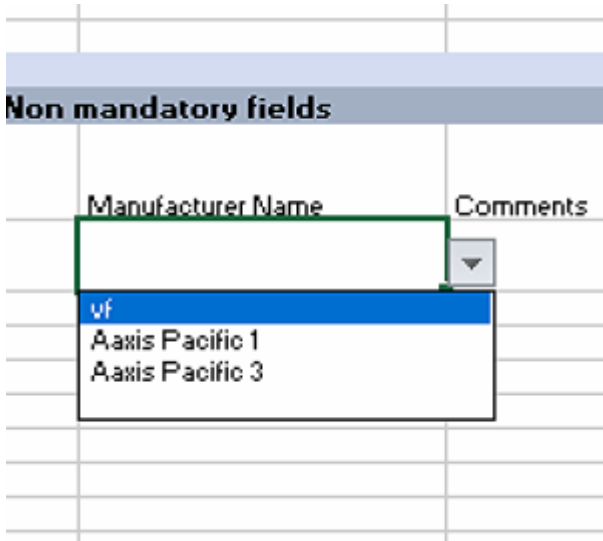 Non mandatory fields
Manufacturer Name Comments
vf
Aaxis Pacific 1
Aaxis Pacific 3